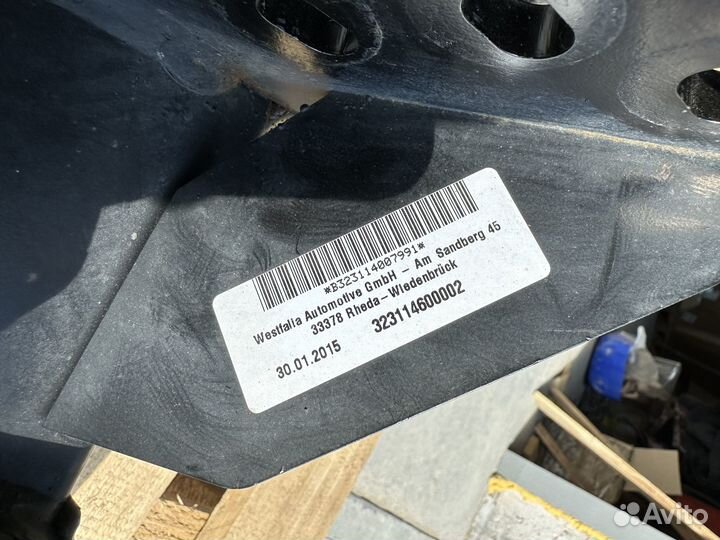 *B323114007991*
Westfalia Automotive GmbH - Am Sandberg 45
33378 Rheda-Wiedenbrück
30.01.2015 323114600002
Avito